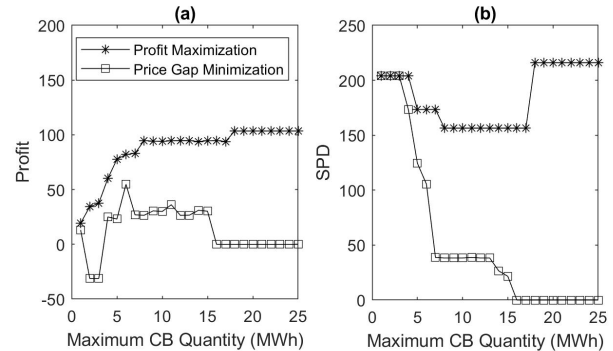 (a)
Profit Maximization
Price Gap Minimization
200
150
100
50
0
-50
Profit
0 5 10 15 20 25
Maximum CB Quantity (MWh)
(b)
250
200
150
100
50
0
SPD
0 5 10 15 20 25
Maximum CB Quantity (MWh)